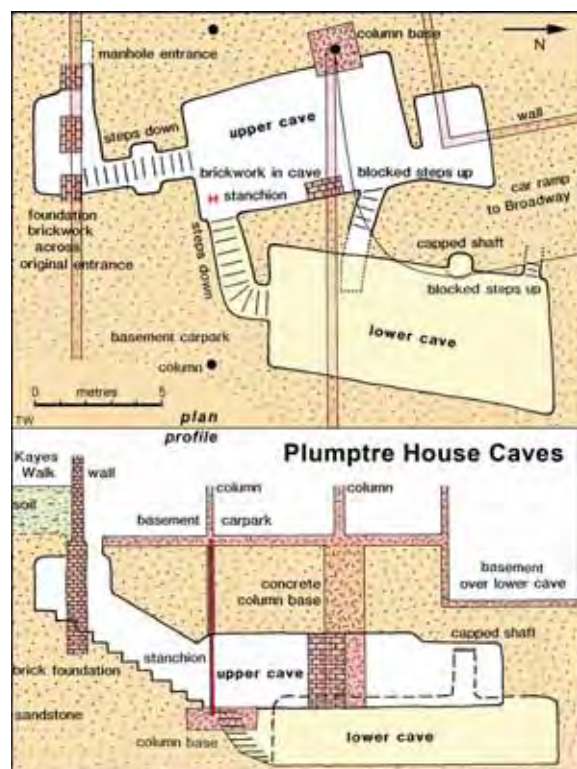 manhole entrance
column base
N
steps down
upper cave
wall
brickwork in cave
blocked steps up
stanchion
car ramp
to Broadway
foundation
brickwork
across
original entrance
steps down
capped shaft
blocked steps up
lower cave
basement carpark
column
0 metres 5
TW
plan
profile
Plumptre House Caves
Kayes
Walk
wall
soil
column
column
basement
carpark
basement
over lower cave
concrete
column base
capped shaft
stanchion
upper cave
brick foundation
sandstone
column base
lower cave